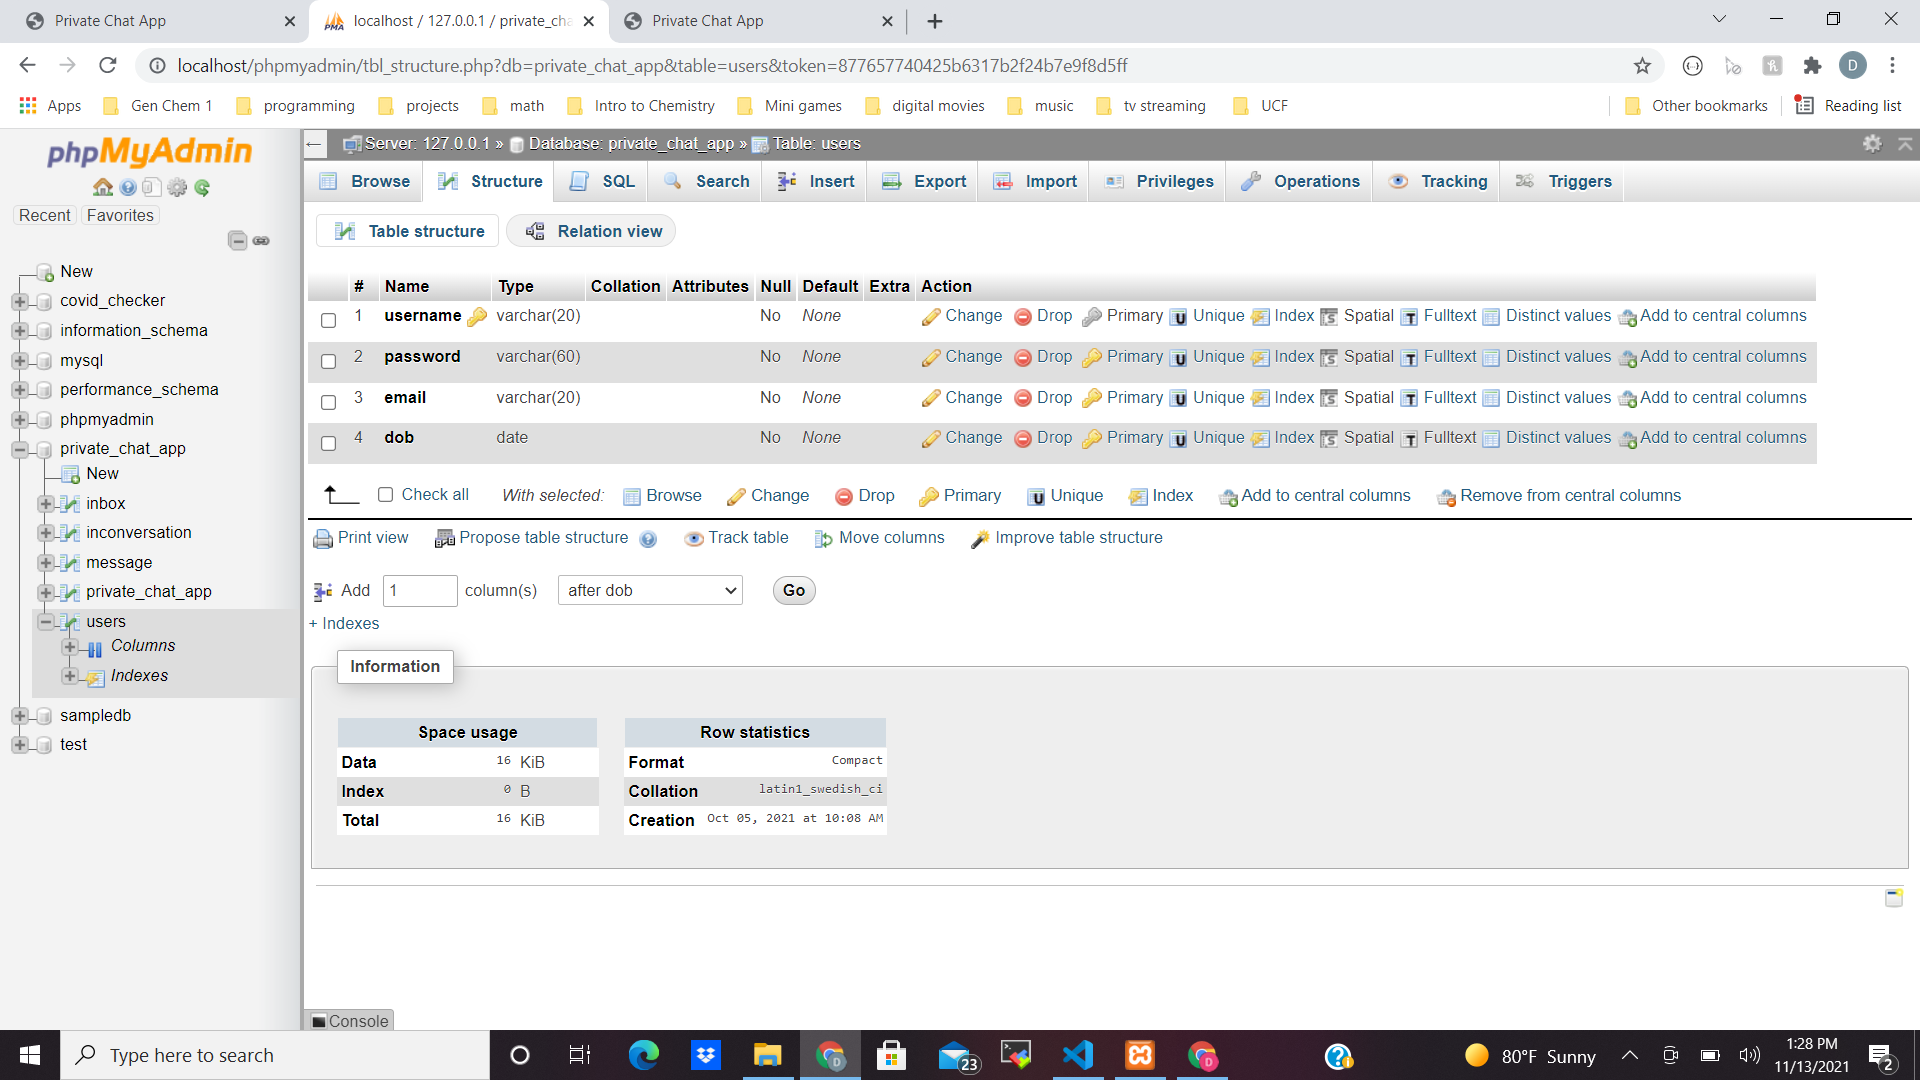 Private Chat App
localhost / 127.0.0.1 / private_cha
Private Chat App
localhost/phpmyadmin/tbl_structure.php?db=private_chat_app&table=users&token=877657740425b6317b2f24b7e9f8d5ff
D
Apps Gen Chem 1 programming projects math Intro to Chemistry Mini games digital movies music tv streaming UCF Other bookmarks Reading list
phpMyAdmin
Recent Favorites
New
covid_checker
information_schema
mysql
performance_schema
phpmyadmin
private_chat_app
New
inbox
inconversation
message
private_chat_app
users
Columns
Indexes
sampledb
test
Server: 127.0.0.1 » Database: private_chat_app » Table: users
Browse Structure SQL Search Insert Export Import Privileges Operations Tracking Triggers
Table structure Relation view
# Name Type Collation Attributes Null Default Extra Action
1 username varchar(20) No None Change Drop Primary Unique Index Spatial Fulltext Distinct values Add to central columns
2 password varchar(60) No None Change Drop Primary Unique Index Spatial Fulltext Distinct values Add to central columns
3 email varchar(20) No None Change Drop Primary Unique Index Spatial Fulltext Distinct values Add to central columns
4 dob date No None Change Drop Primary Unique Index Spatial Fulltext Distinct values Add to central columns
Check all With selected: Browse Change Drop Primary Unique Index Add to central columns Remove from central columns
Print view Propose table structure Track table Move columns Improve table structure
Add 1 column(s) after dob Go
+ Indexes
Information
Space usage
Data 16 KiB
Index 0 B
Total 16 KiB
Row statistics
Format Compact
Collation latin1_swedish_ci
Creation Oct 05, 2021 at 10:08 AM
Console
Type here to search
23
80°F Sunny
1:28 PM
11/13/2021
2